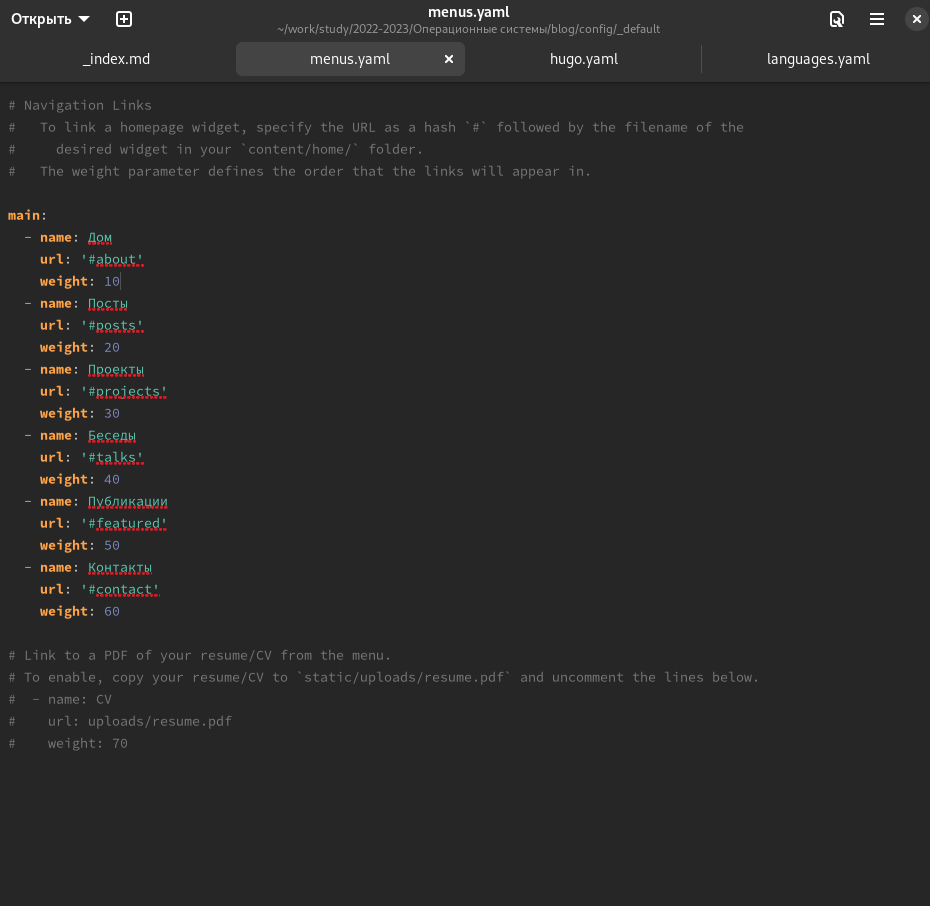 Открыть
menus.yaml
~/work/study/2022-2023/Операционные системы/blog/config/_default
_index.md
menus.yaml
hugo.yaml
languages.yaml
# Navigation Links
#   To link a homepage widget, specify the URL as a hash `#` followed by the filename of the
#     desired widget in your `content/home/` folder.
#   The weight parameter defines the order that the links will appear in.
main:
  - name: Дом
    url: '#about'
    weight: 10
  - name: Посты
    url: '#posts'
    weight: 20
  - name: Проекты
    url: '#projects'
    weight: 30
  - name: Беседы
    url: '#talks'
    weight: 40
  - name: Публикации
    url: '#featured'
    weight: 50
  - name: Контакты
    url: '#contact'
    weight: 60
# Link to a PDF of your resume/CV from the menu.
# To enable, copy your resume/CV to `static/uploads/resume.pdf` and uncomment the lines below.
#  - name: CV
#    url: uploads/resume.pdf
#    weight: 70